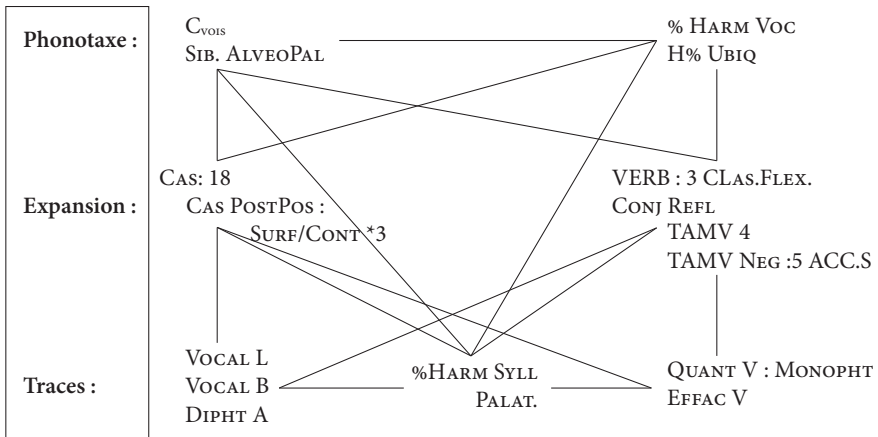 Phonotaxe :
Cvois
Sib. AlveoPal
% Harm Voc
H% Ubiq
Expansion :
Cas: 18
Cas PostPos :
Surf/Cont *3
VERB : 3 CLas.Flex.
Conj Refl
TAMV 4
TAMV Neg :5 ACC.S
Traces :
Vocal L
Vocal B
Dipht A
%Harm Syll
Palat.
Quant V : Monopht
Effac V